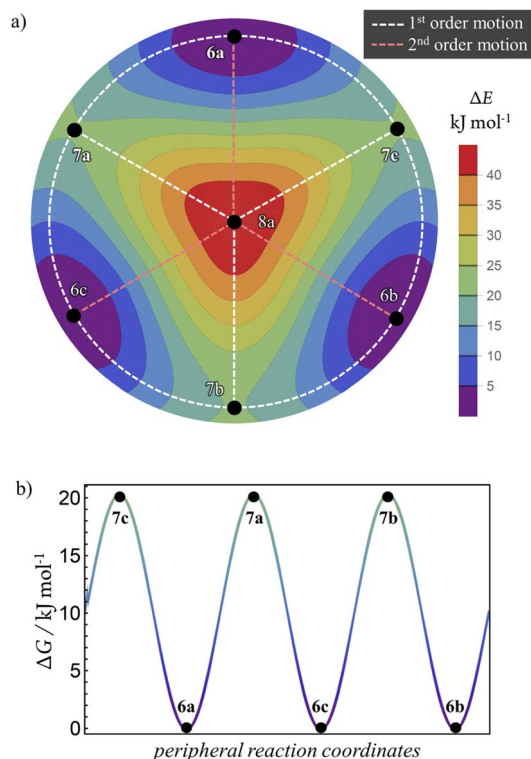 a)
1st order motion
2nd order motion
6a
ΔE
kJ mol-1
7a
7c
40
35
30
25
20
15
10
5
8a
6c
6b
7b
b)
20
15
10
5
0
ΔG / kJ mol-1
7c
7a
7b
6a
6c
6b
peripheral reaction coordinates